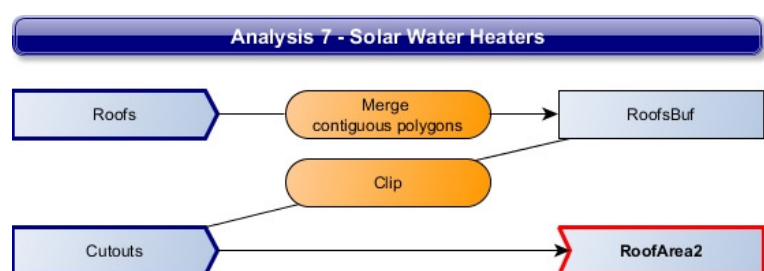 Analysis 7 - Solar Water Heaters
Roofs
Merge
contiguous polygons
RoofsBuf
Clip
Cutouts
RoofArea2